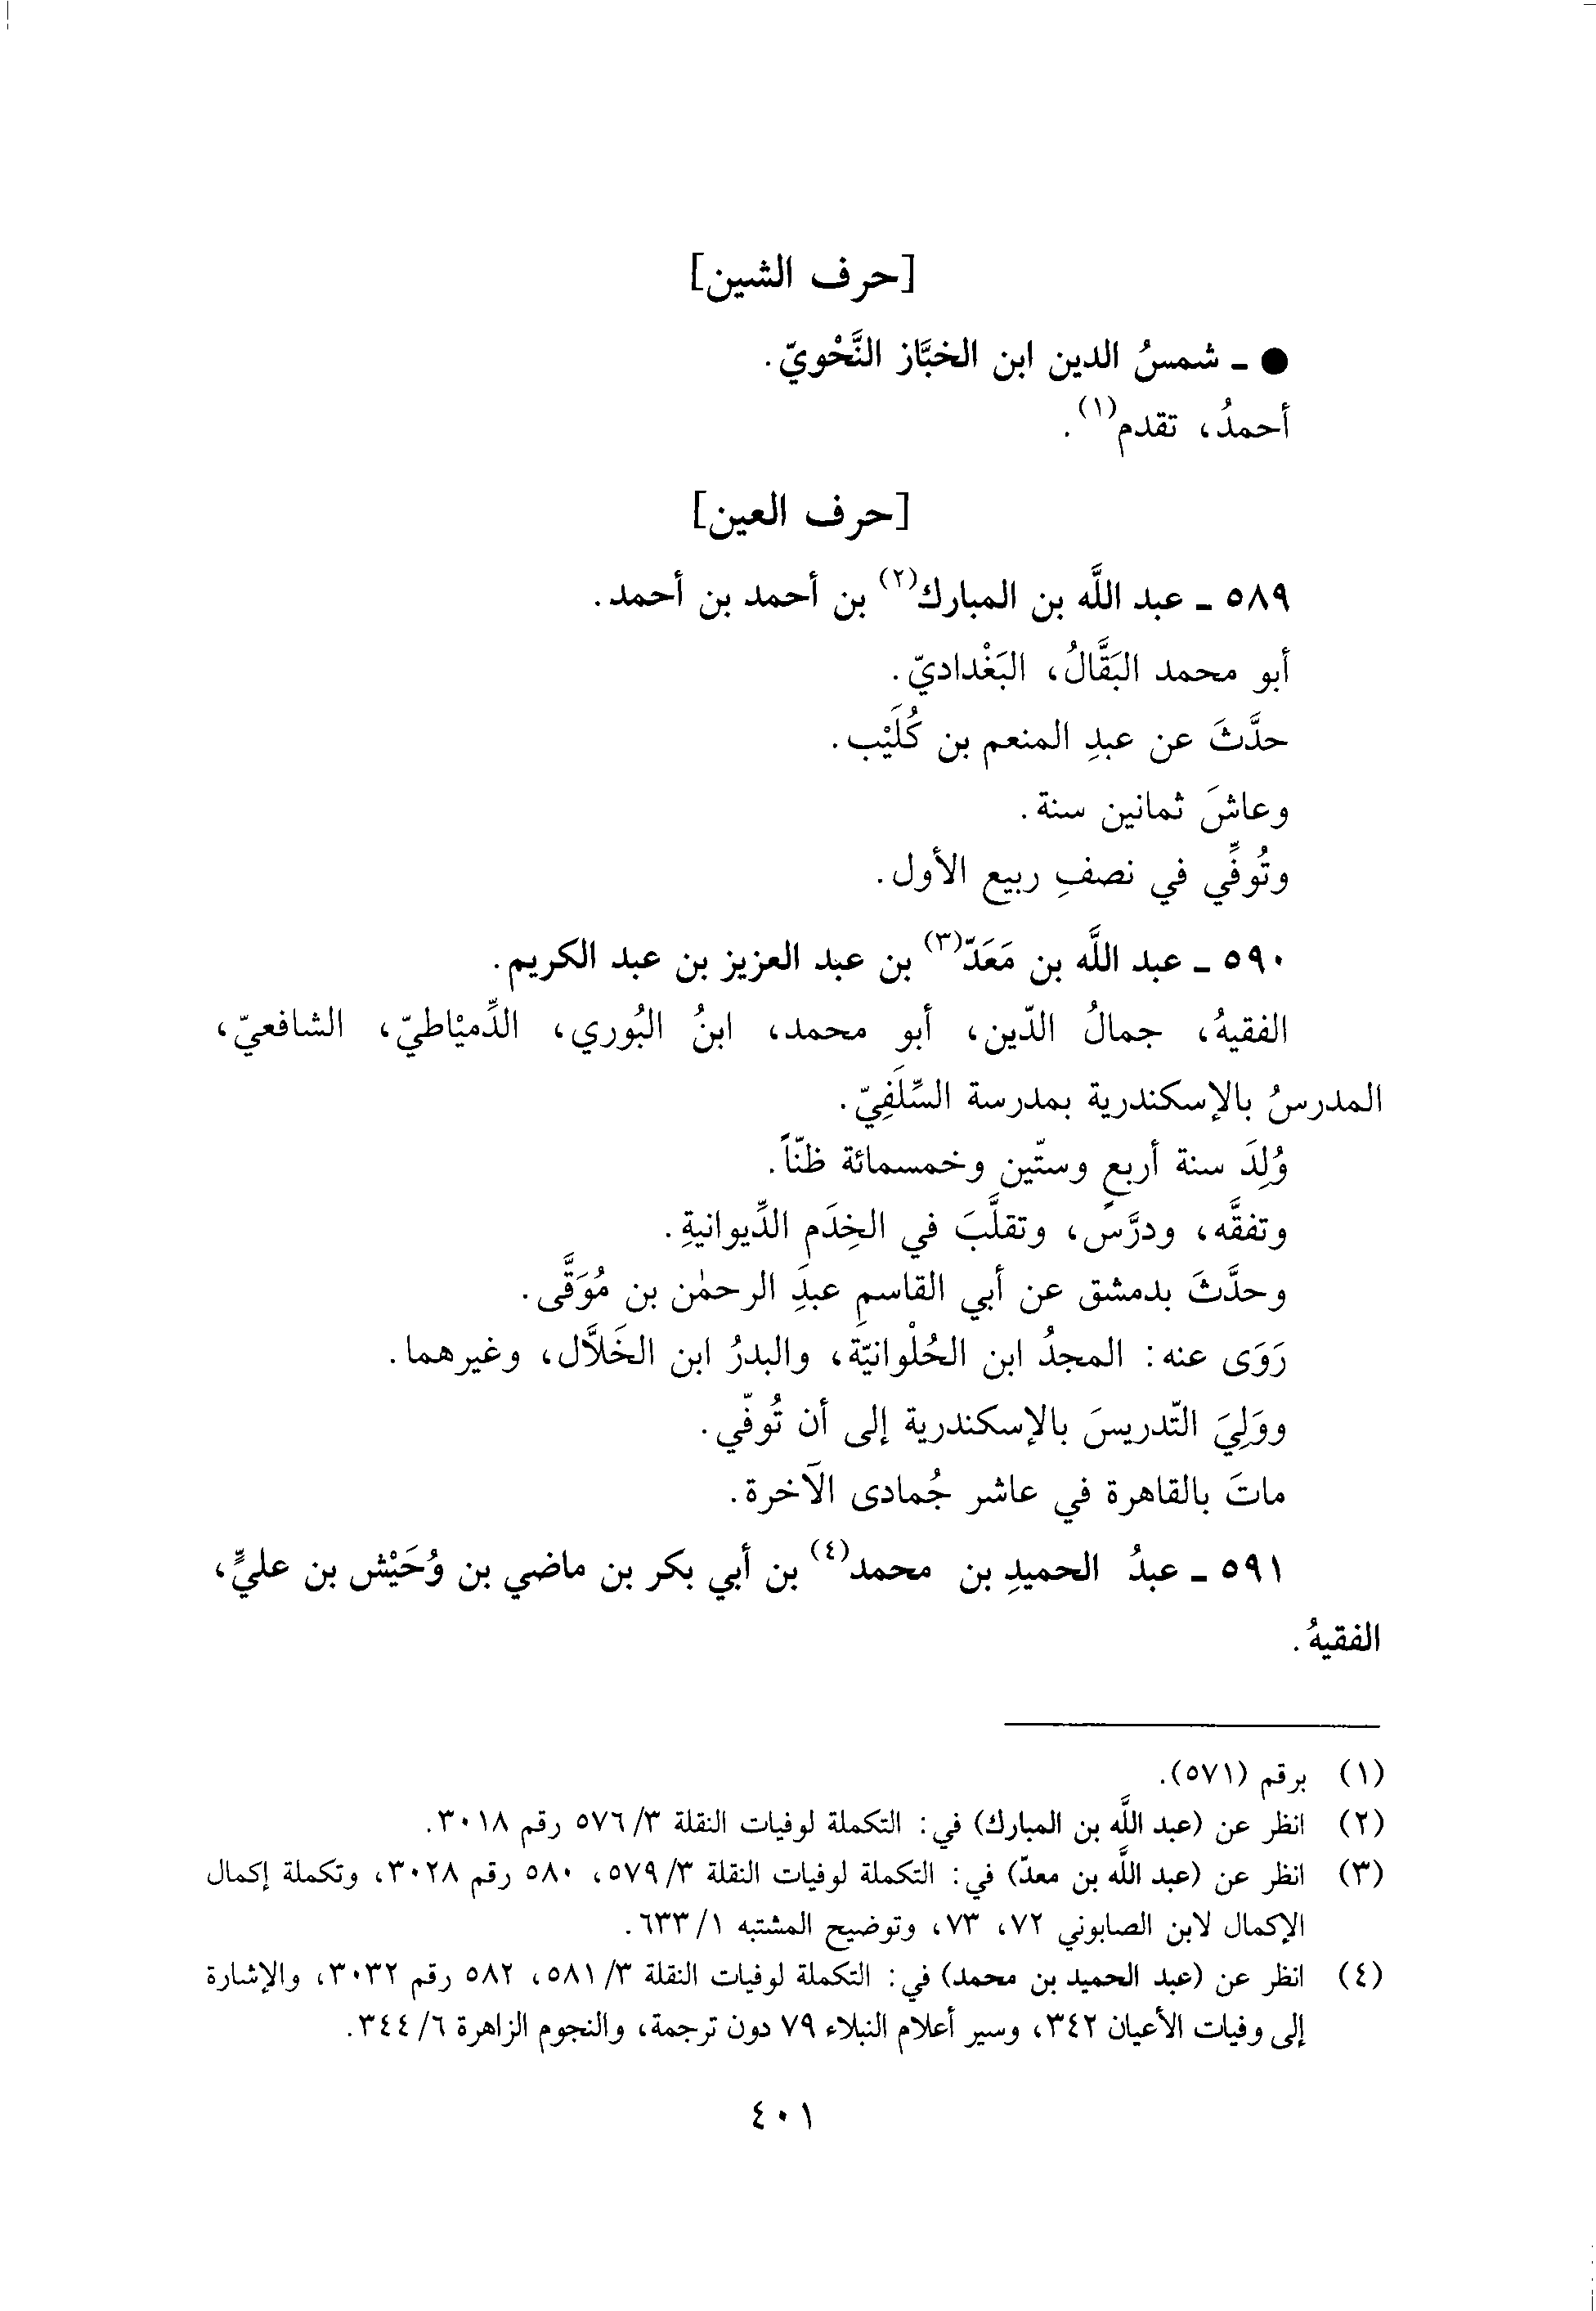 [حرف الشين]
● ـ شمسُ الدين ابن الخبَّاز النَّحْويّ.
أحمدُ، تقدم(١).
[حرف العين]
٥٨٩ ـ عبد اللَّه بن المبارك(٢) بن أحمد بن أحمد.
أبو محمد البَقَّالُ، البَغْداديّ.
حدَّثَ عن عبدِ المنعم بن كُلَيْب.
وعاشَ ثمانين سنة.
وتُوفِّي في نصفِ ربيع الأول.
٥٩٠ ـ عبد اللَّه بن مَعَدّ(٣) بن عبد العزيز بن عبد الكريم.
الفقيهُ، جمالُ الدّين، أبو محمد، ابنُ البُوري، الدِّميْاطيّ، الشافعيّ،
المدرسُ بالإسكندرية بمدرسة السِّلَفِيّ.
وُلِدَ سنة أربعٍ وستّين وخمسمائة ظنّاً.
وتفقَّه، ودرَّس، وتقلَّبَ في الخِدَم الدِّيوانيةِ.
وحدَّثَ بدمشق عن أبي القاسمِ عبدِ الرحمٰن بن مُوَقَّى.
رَوَى عنه: المجدُ ابن الحُلْوانيّة، والبدرُ ابن الخَلاَّل، وغيرهما.
ووَلِيَ التّدريسَ بالإسكندرية إلى أن تُوفّي.
ماتَ بالقاهرة في عاشر جُمادى الآخرة.
٥٩١ ـ عبدُ الحميدِ بن محمد(٤) بن أبي بكر بن ماضي بن وُحَيْش بن عليٍّ،
الفقيهُ.
(١) برقم (٥٧١).
(٢) انظر عن (عبد اللَّه بن المبارك) في: التكملة لوفيات النقلة ٣/ ٥٧٦ رقم ٣٠١٨.
(٣) انظر عن (عبد اللَّه بن معدّ) في: التكملة لوفيات النقلة ٣/ ٥٧٩، ٥٨٠ رقم ٣٠٢٨، وتكملة إكمال
الإكمال لابن الصابوني ٧٢، ٧٣، وتوضيح المشتبه ١/ ٦٣٣.
(٤) انظر عن (عبد الحميد بن محمد) في: التكملة لوفيات النقلة ٣/ ٥٨١، ٥٨٢ رقم ٣٠٣٢، والإشارة
إلى وفيات الأعيان ٣٤٢، وسير أعلام النبلاء ٧٩ دون ترجمة، والنجوم الزاهرة ٦/ ٣٤٤.
٤٠١